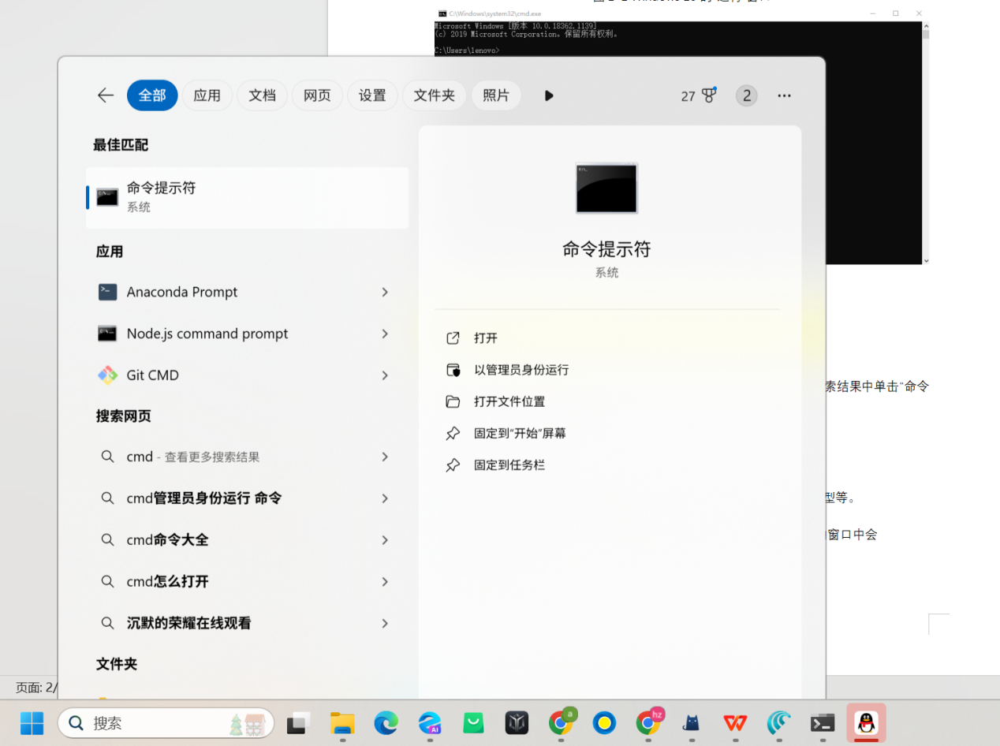 C:\Windows\system32\cmd.exe
Microsoft Windows [版本 10.0.18362.1139]
(c) 2019 Microsoft Corporation。保留所有权利。
C:\Users\lenovo>
全部 应用 文档 网页 设置 文件夹 照片 27 2
最佳匹配
命令提示符
系统
应用
Anaconda Prompt
Node.js command prompt
Git CMD
搜索网页
cmd - 查看更多搜索结果
cmd管理员身份运行 命令
cmd命令大全
cmd怎么打开
沉默的荣耀在线观看
文件夹
命令提示符
系统
打开
以管理员身份运行
打开文件位置
固定到"开始"屏幕
固定到任务栏
索结果中单击"命令
型等。
窗口中会
页面: 2/
搜索
AI
a
hz